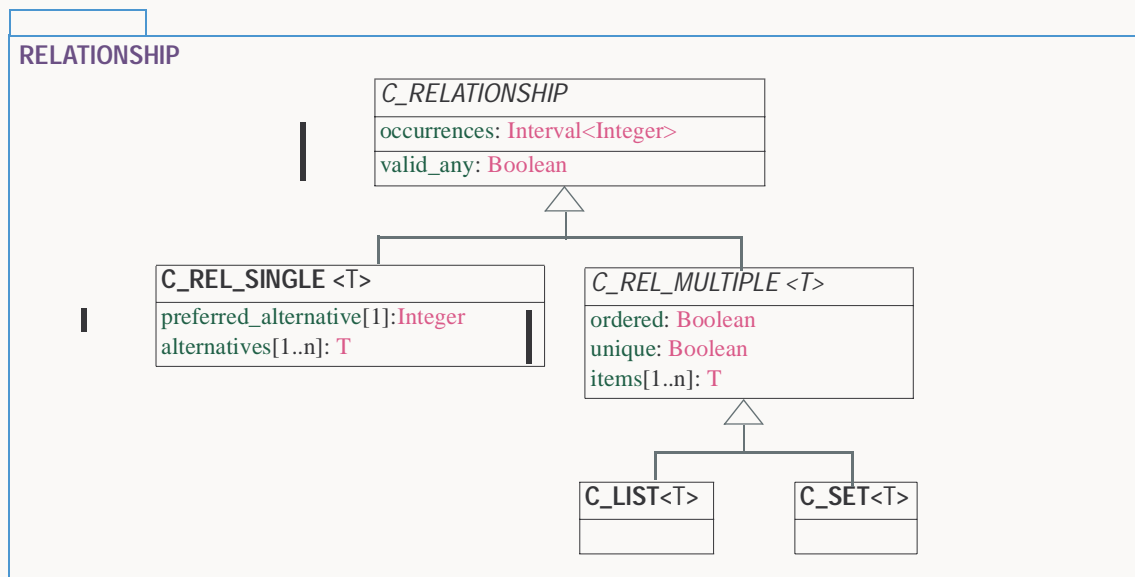 RELATIONSHIP
C_RELATIONSHIP
occurrences: Interval<Integer>
valid_any: Boolean
C_REL_SINGLE <T>
preferred_alternative[1]:Integer
alternatives[1..n]: T
C_REL_MULTIPLE <T>
ordered: Boolean
unique: Boolean
items[1..n]: T
C_LIST<T>
C_SET<T>